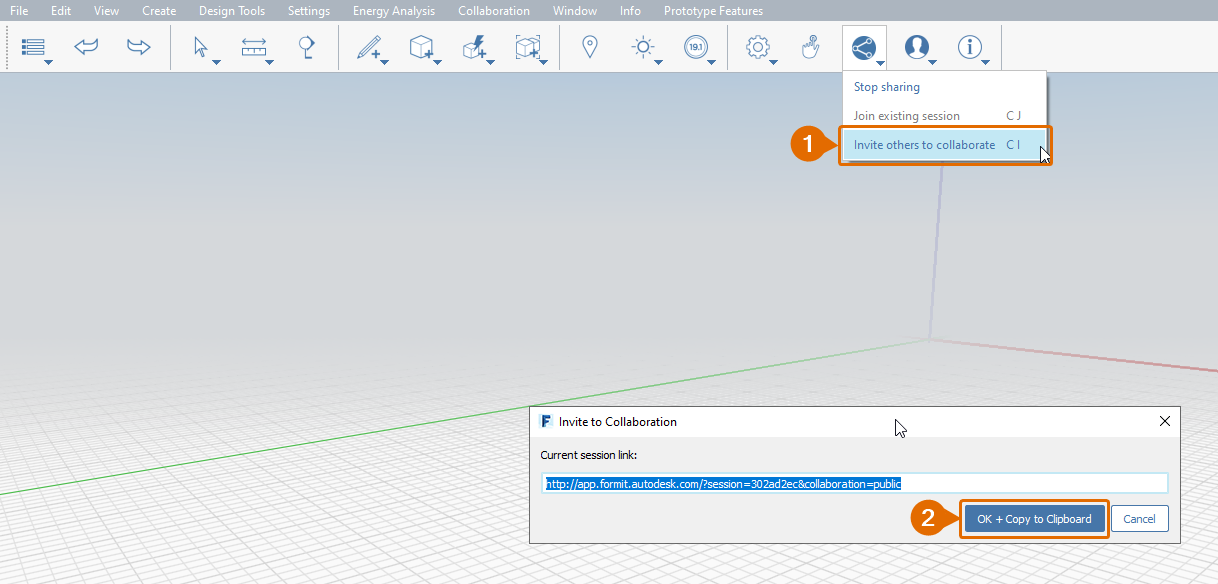 File Edit View Create Design Tools Settings Energy Analysis Collaboration Window Info Prototype Features
19.1
Stop sharing
Join existing session C J
1
Invite others to collaborate C I
F Invite to Collaboration
Current session link:
http://app.formit.autodesk.com/?session=302ad2ec&collaboration=public
2
OK + Copy to Clipboard Cancel